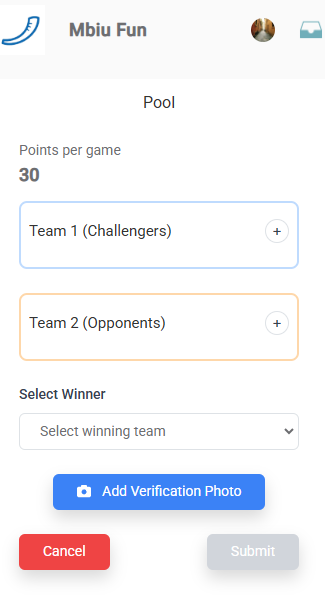 Mbiu Fun
Pool
Points per game
30
Team 1 (Challengers)
+
Team 2 (Opponents)
+
Select Winner
Select winning team
Add Verification Photo
Cancel
Submit